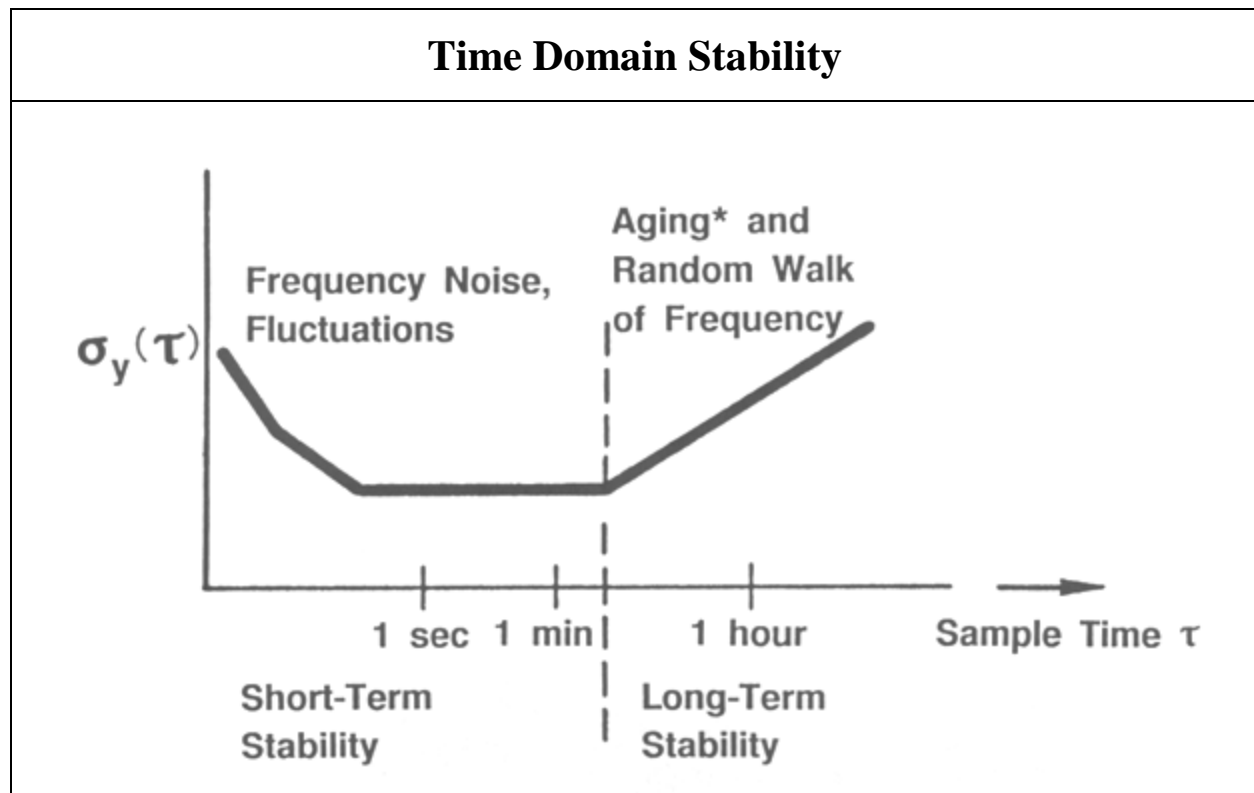 Time Domain Stability
Aging* and
Random Walk
of Frequency
Frequency Noise,
Fluctuations
σy(τ)
1 sec
1 min
1 hour
Sample Time τ
Short-Term
Stability
Long-Term
Stability